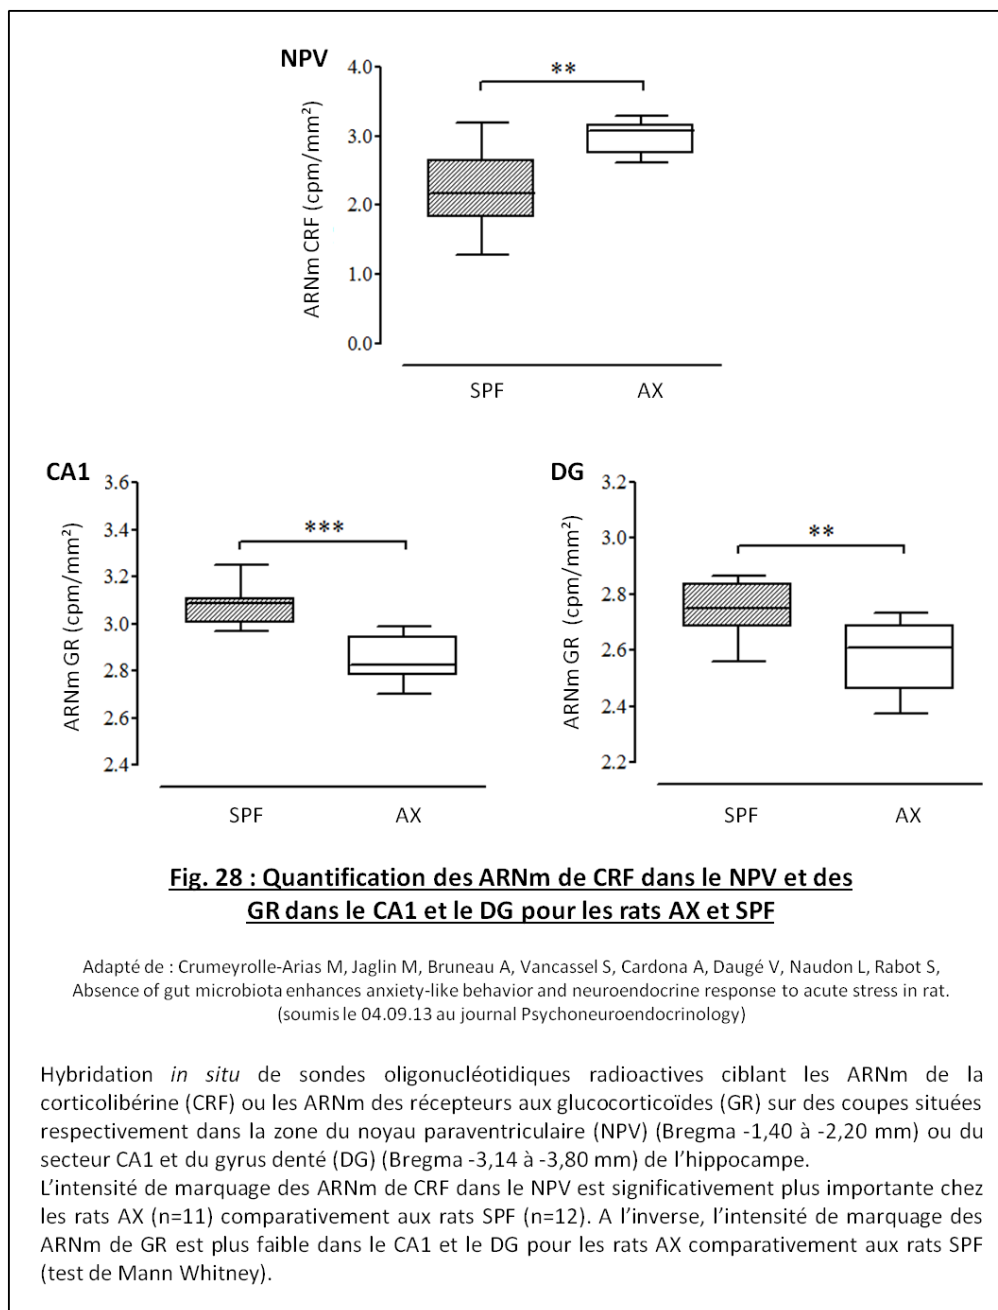 NPV
ARNm CRF (cpm/mm²)
4.0
3.0
2.0
1.0
0.0
**
SPF
AX
CA1
ARNm GR (cpm/mm²)
3.6
3.4
3.2
3.0
2.8
2.6
2.4
***
SPF
AX
DG
ARNm GR (cpm/mm²)
3.2
3.0
2.8
2.6
2.4
2.2
**
SPF
AX
Fig. 28 : Quantification des ARNm de CRF dans le NPV et des
GR dans le CA1 et le DG pour les rats AX et SPF
Adapté de : Crumeyrolle-Arias M, Jaglin M, Bruneau A, Vancassel S, Cardona A, Daugé V, Naudon L, Rabot S,
Absence of gut microbiota enhances anxiety-like behavior and neuroendocrine response to acute stress in rat.
(soumis le 04.09.13 au journal Psychoneuroendocrinology)
Hybridation in situ de sondes oligonucléotidiques radioactives ciblant les ARNm de la
corticolibérine (CRF) ou les ARNm des récepteurs aux glucocorticoïdes (GR) sur des coupes situées
respectivement dans la zone du noyau paraventriculaire (NPV) (Bregma -1,40 à -2,20 mm) ou du
secteur CA1 et du gyrus denté (DG) (Bregma -3,14 à -3,80 mm) de l'hippocampe.
L'intensité de marquage des ARNm de CRF dans le NPV est significativement plus importante chez
les rats AX (n=11) comparativement aux rats SPF (n=12). A l'inverse, l'intensité de marquage des
ARNm de GR est plus faible dans le CA1 et le DG pour les rats AX comparativement aux rats SPF
(test de Mann Whitney).